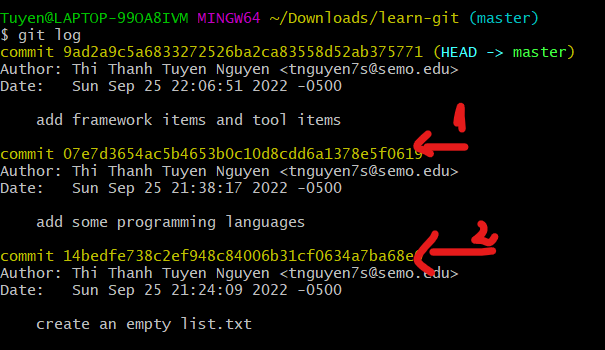 Tuyen@LAPTOP-99OA8IVM MINGW64 ~/Downloads/learn-git (master)
$ git log
commit 9ad2a9c5a6833272526ba2ca83558d52ab375771 (HEAD -> master)
Author: Thi Thanh Tuyen Nguyen <tnguyen7s@semo.edu>
Date:   Sun Sep 25 22:06:51 2022 -0500
add framework items and tool items
1
commit 07e7d3654ac5b4653b0c10d8cdd6a1378e5f0619
Author: Thi Thanh Tuyen Nguyen <tnguyen7s@semo.edu>
Date:   Sun Sep 25 21:38:17 2022 -0500
add some programming languages
2
commit
Author: Thi Thanh Tuyen Nguyen <tnguyen7s@semo.edu>
Date:   Sun Sep 25 21:24:09 2022 -0500
create an empty list.txt